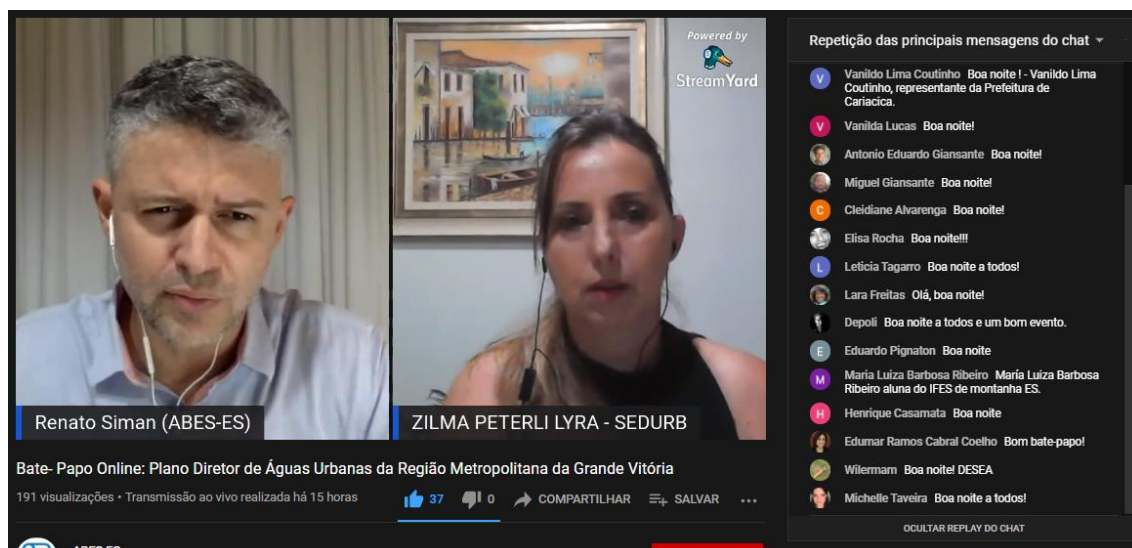 Powered by
StreamYard
Renato Siman (ABES-ES)
ZILMA PETERLI LYRA - SEDURB
Bate- Papo Online: Plano Diretor de Águas Urbanas da Região Metropolitana da Grande Vitória
191 visualizações • Transmissão ao vivo realizada há 15 horas
37
0
COMPARTILHAR
SALVAR
ABES-ES
Repetição das principais mensagens do chat
V
Vanildo Lima Coutinho Boa noite ! - Vanildo Lima
Coutinho, representante da Prefeitura de
Cariacica.
V
Vanilda Lucas Boa noite!
Antonio Eduardo Giansante Boa noite!
Miguel Giansante Boa noite!
C
Cleidiane Alvarenga Boa noite!
Elisa Rocha Boa noite!!!
L
Leticia Tagarro Boa noite a todos!
Lara Freitas Olá, boa noite!
Depoli Boa noite a todos e um bom evento.
E
Eduardo Pignaton Boa noite
M
Maria Luiza Barbosa Ribeiro María Luiza Barbosa
Ribeiro aluna do IFES de montanha ES.
H
Henrique Casamata Boa noite
Edumar Ramos Cabral Coelho Bom bate-papo!
Wilermam Boa noite! DESEA
Michelle Taveira Boa noite a todos!
OCULTAR REPLAY DO CHAT